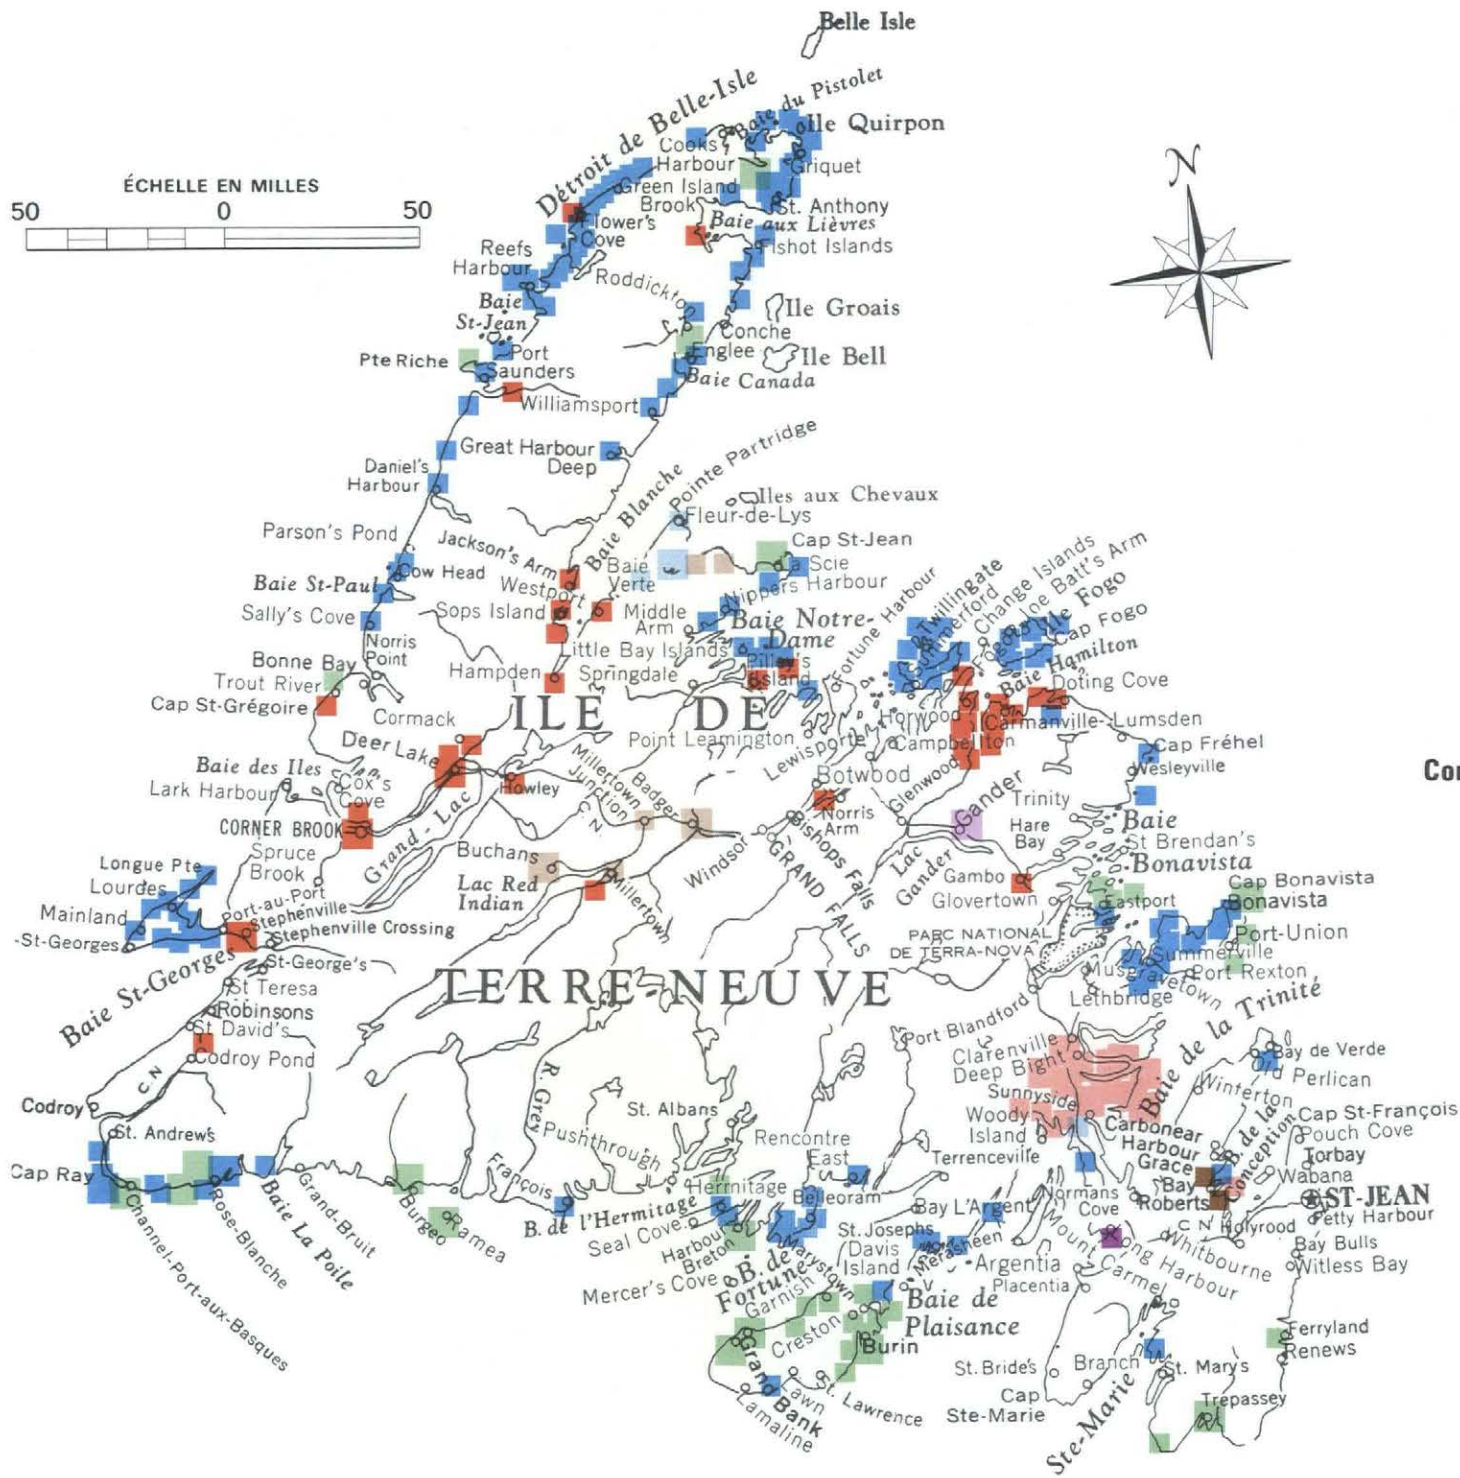 Belle Isle
Baie du Pistolet
Détroit de Belle-Isle
Ile Quirpon
Cooks
Harbour
Griquet
Green Island
Brook
St. Anthony
ÉCHELLE EN MILLES
50 0 50
N
Flower's
Cove
Baie aux Lièvres
Fishot Islands
Reefs
Harbour
Roddickton
Baie
St-Jean
Ile Groais
Conche
Pte Riche
Port
Saunders
Englee
Ile Bell
Baie Canada
Williamsport
Great Harbour
Deep
Daniel's
Harbour
Pointe Partridge
Baie Blanche
Iles aux Chevaux
Fleur-de-Lys
Parson's Pond
Jackson's Arm
Cap St-Jean
La Scie
Baie
Verte
Nippers Harbour
Cow Head
Baie St-Paul
Westport
Sops Island
Middle
Arm
Sally's Cove
Norris
Point
Baie Notre-
Dame
Fortune Harbour
Twillingate
Summerford
Change Islands
Joe Batt's Arm
Fogo
Ile Fogo
Cap Fogo
Baie Hamilton
Bonne Bay
Trout River
Cap St-Grégoire
Hampden
Little Bay Islands
Springdale
Pilley's
Island
Doting Cove
Cormack
ILE DE
Point Leamington
Horwood
Carmanville
Lumsden
Deer Lake
Lewisporte
Campbellton
Cap Fréhel
Wesleyville
Baie des Iles
Lark Harbour
Cox's
Cove
Howley
Millertown
Junction
Badger
Botwood
Glenwood
Gander
Trinity
Hare
Bay
Norris
Arm
CORNER BROOK
Grand-Lac
C.N.
Spruce
Brook
Buchans
Lac Red
Indian
Millertown
Windsor
Bishops Falls
GRAND FALLS
Lac
Gander
Baie
St Brendan's
Bonavista
Gambo
Glovertown
Eastport
Cap Bonavista
Bonavista
Longue Pte
Lourdes
Mainland
-St-Georges
Port-au-Port
Stephenville
Stephenville Crossing
St-George's
PARC NATIONAL
DE TERRA-NOVA
Port-Union
Summerville
Port Rexton
Musgravetown
Lethbridge
Baie St-Georges
St Teresa
Robinsons
St David's
Codroy Pond
TERRE-NEUVE
Port Blandford
Baie de la Trinité
Clarenville
Deep Bight
Bay de Verde
Old Perlican
Winterton
C.N
Codroy
R. Grey
St. Albans
Sunnyside
Woody
Island
Carbonear
Harbour
Grace
Bay
Roberts
B. de la
Conception
Cap St-François
Pouch Cove
Torbay
Wabana
ST-JEAN
St. Andrew's
Cap Ray
Pushthrough
Rencontre
East
Terrenceville
François
Hermitage
Belleoram
Bay L'Argent
Normans
Cove
Petty Harbour
Channel-Port-aux-Basques
Rose-Blanche
Baie La Poile
Grand-Bruit
Burgeo
Ramea
B. de l'Hermitage
Seal Cove
Harbour
Breton
Mercer's Cove
B. de
Fortune
St.Josephs
Davis
Island
Merasheen
Argentia
Placentia
Long Harbour
Mount Carmel
C N
Holyrood
Whitbourne
Bay Bulls
Witless Bay
Marystown
Garnish
Creston
Baie de
Plaisance
Burin
Grand Bank
Lawn
St. Lawrence
Lamaline
St. Bride's
Branch
Cap
Ste-Marie
Ste-Marie
St. Mary's
Ferryland
Renews
Trepassey